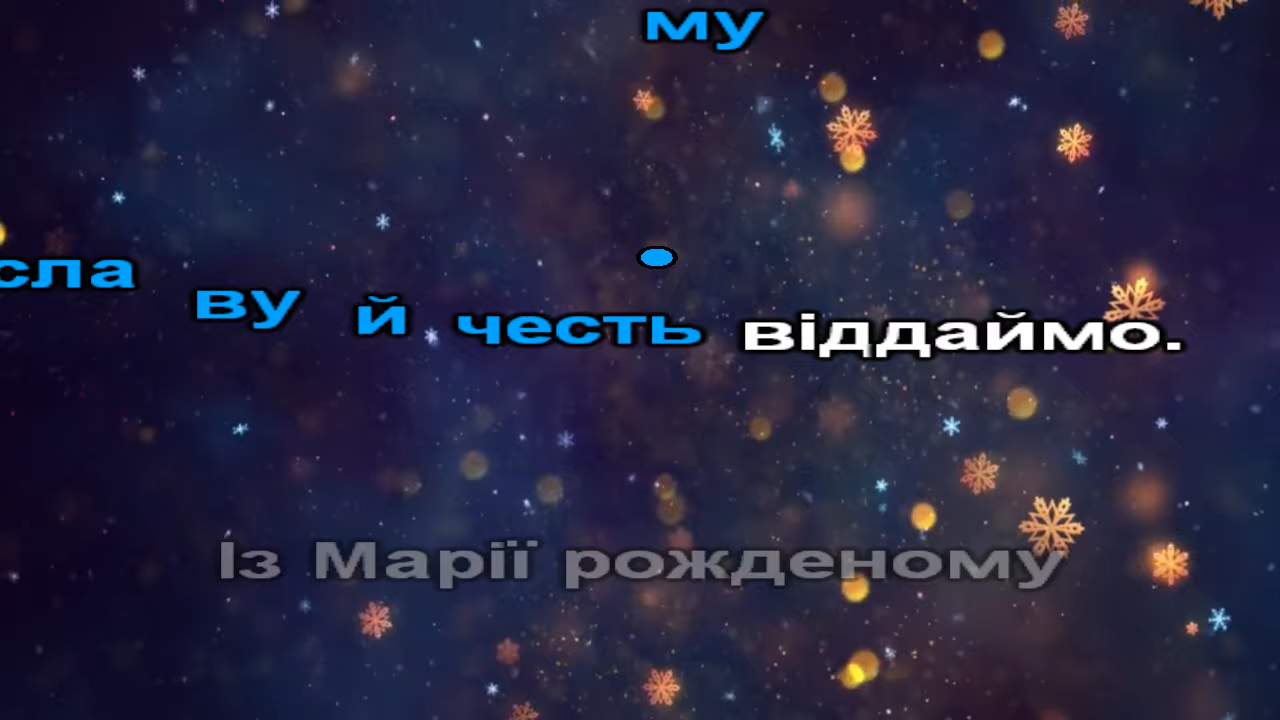 му
сла ву й честь віддаймо.
Із Марії рожденому